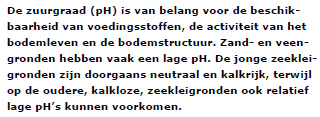 De zuurgraad (pH) is van belang voor de beschik-
baarheid van voedingsstoffen, de activiteit van het
bodemleven en de bodemstructuur. Zand- en veen-
gronden hebben vaak een lage pH. De jonge zeeklei-
gronden zijn doorgaans neutraal en kalkrijk, terwijl
op de oudere, kalkloze, zeekleigronden ook relatief
lage pH's kunnen voorkomen.